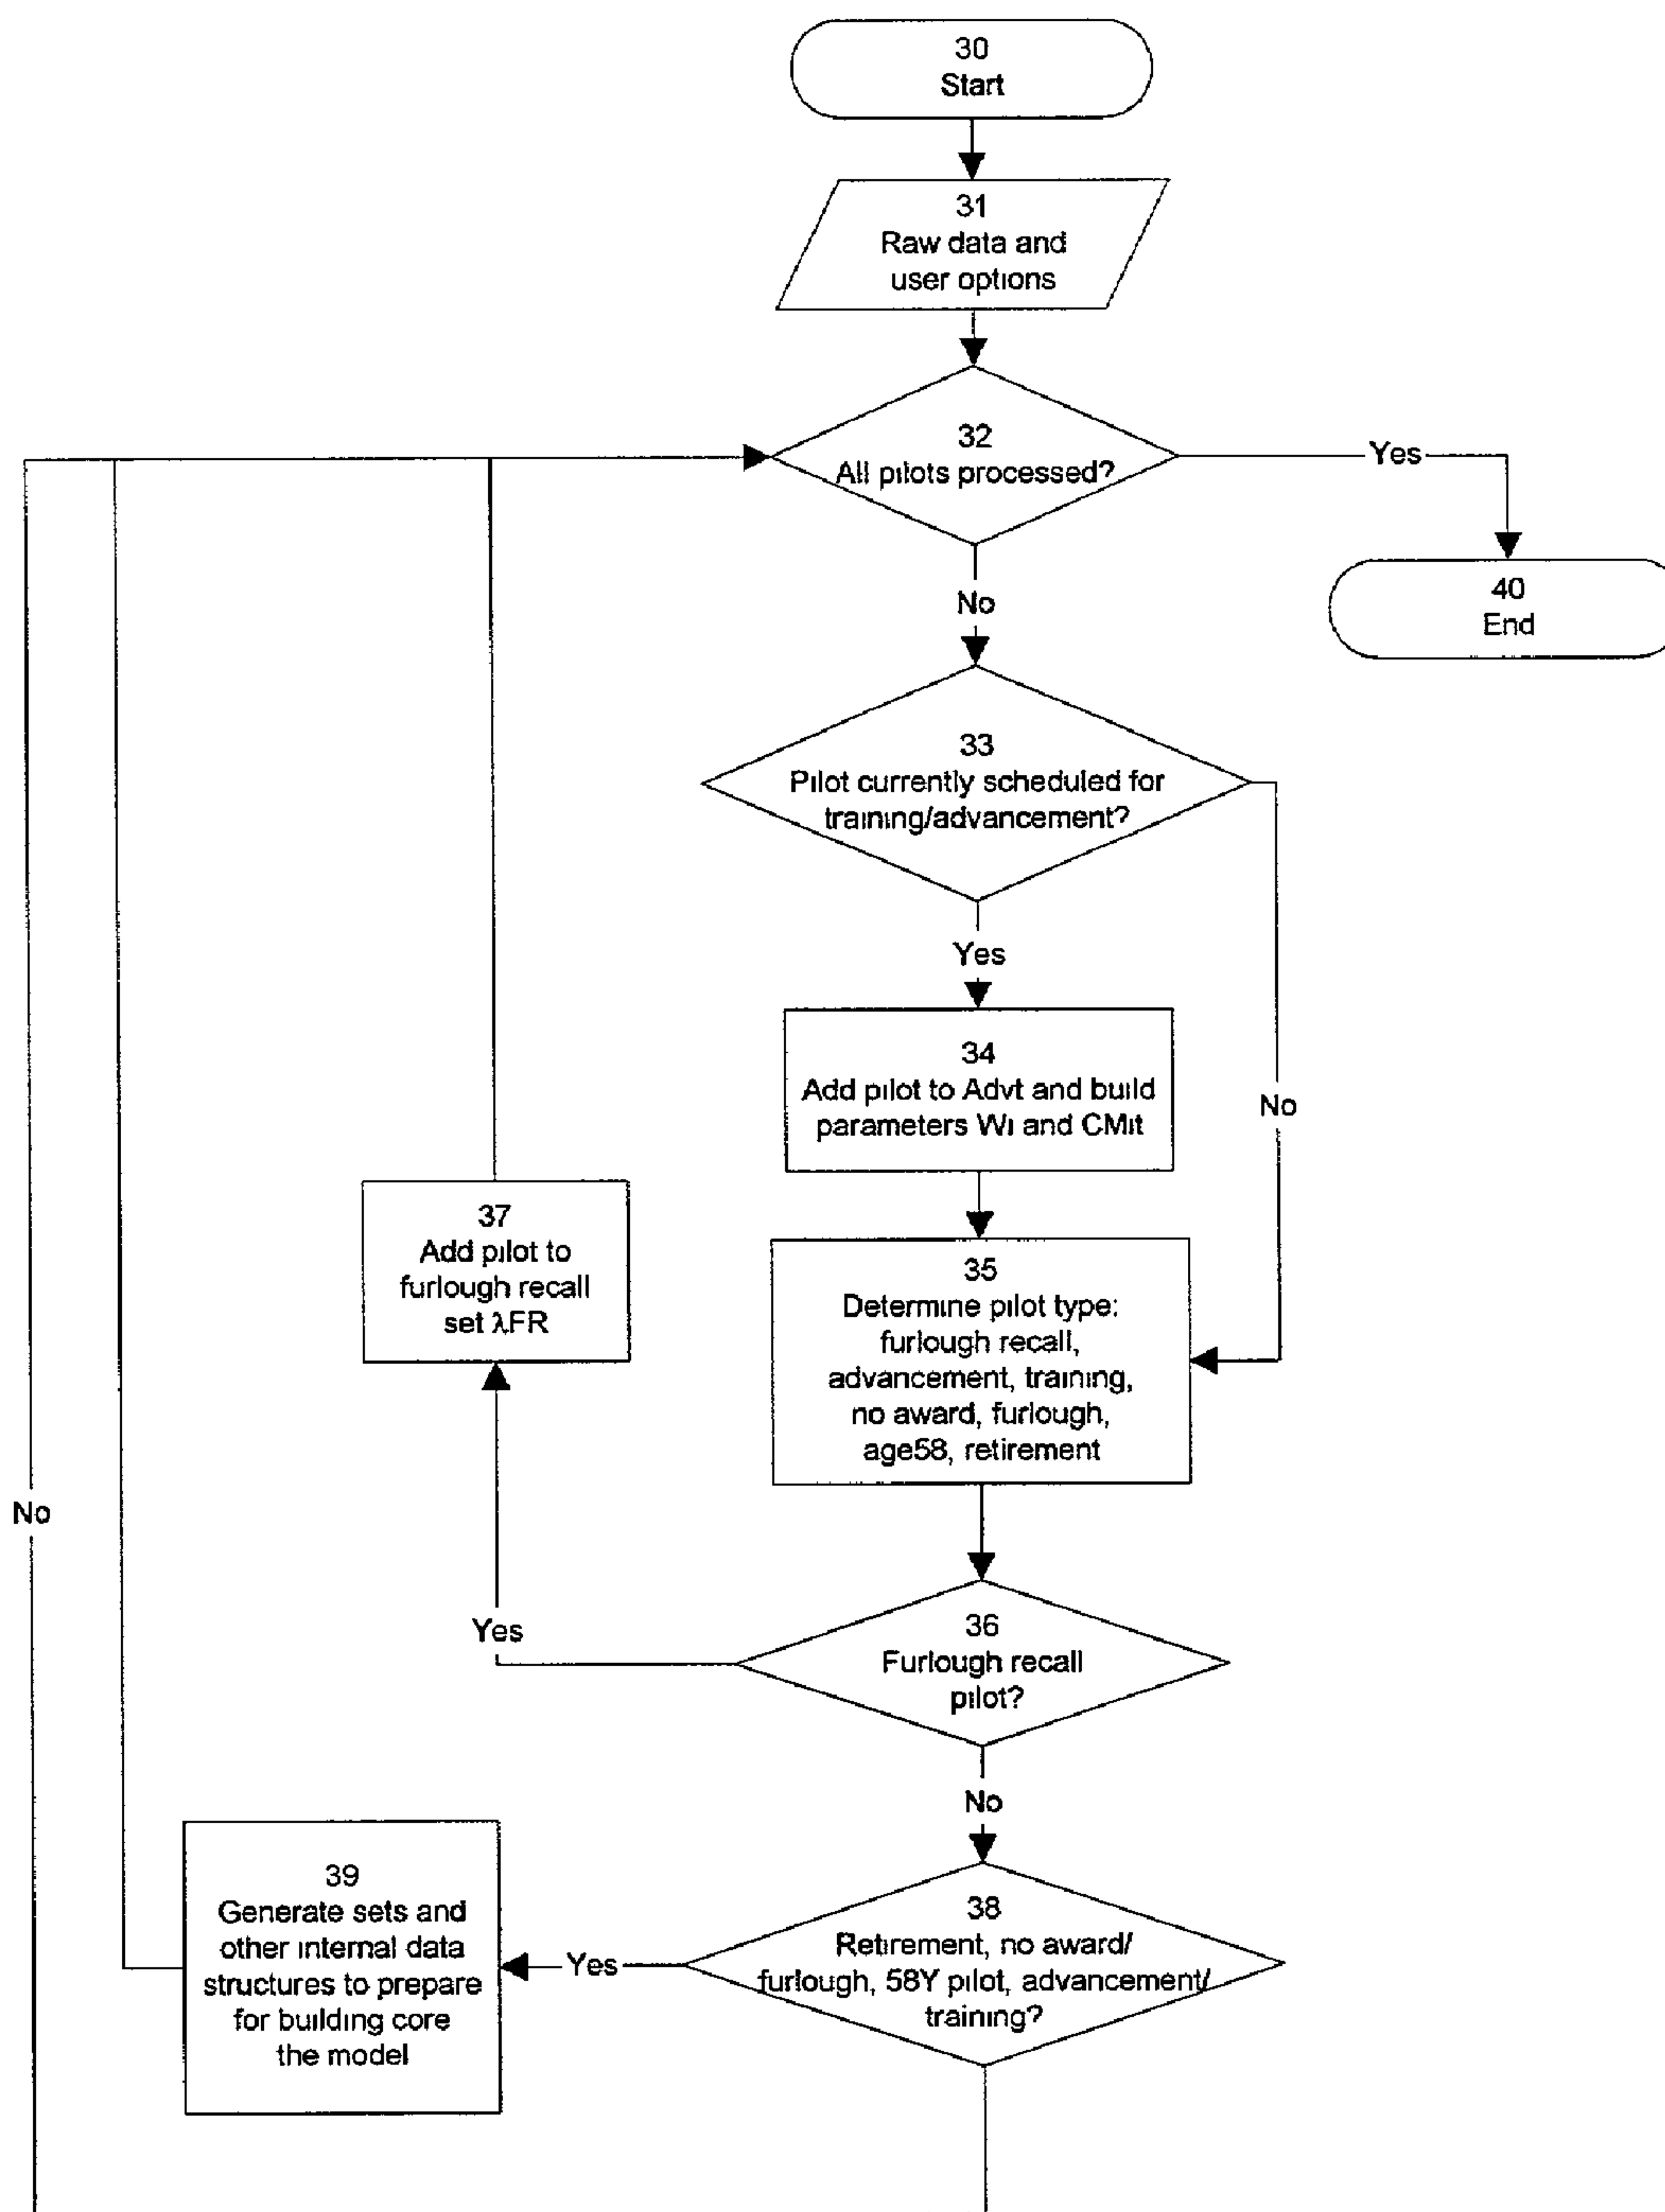 30
Start
31
Raw data and
user options
32
All pilots processed?
Yes
40
End
No
33
Pilot currently scheduled for
training/advancement?
Yes
No
34
Add pilot to Advt and build
parameters Wi and CMit
35
Determine pilot type:
furlough recall,
advancement, training,
no award, furlough,
age58, retirement
37
Add pilot to
furlough recall
set λFR
36
Furlough recall
pilot?
Yes
No
38
Retirement, no award/
furlough, 58Y pilot, advancement/
training?
Yes
39
Generate sets and
other internal data
structures to prepare
for building core
the model
No